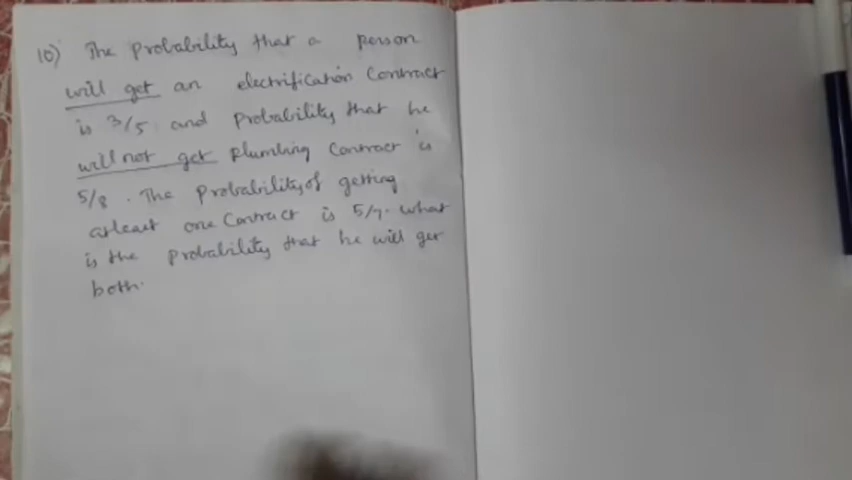 10) The Probability that a person
will get an electrification Contract
is 3/5. and Probability that he
will not get Plumbing Contract is
5/8. The Probability of getting
atleast one Contract is 5/7. what
is the Probability that he will get
both.